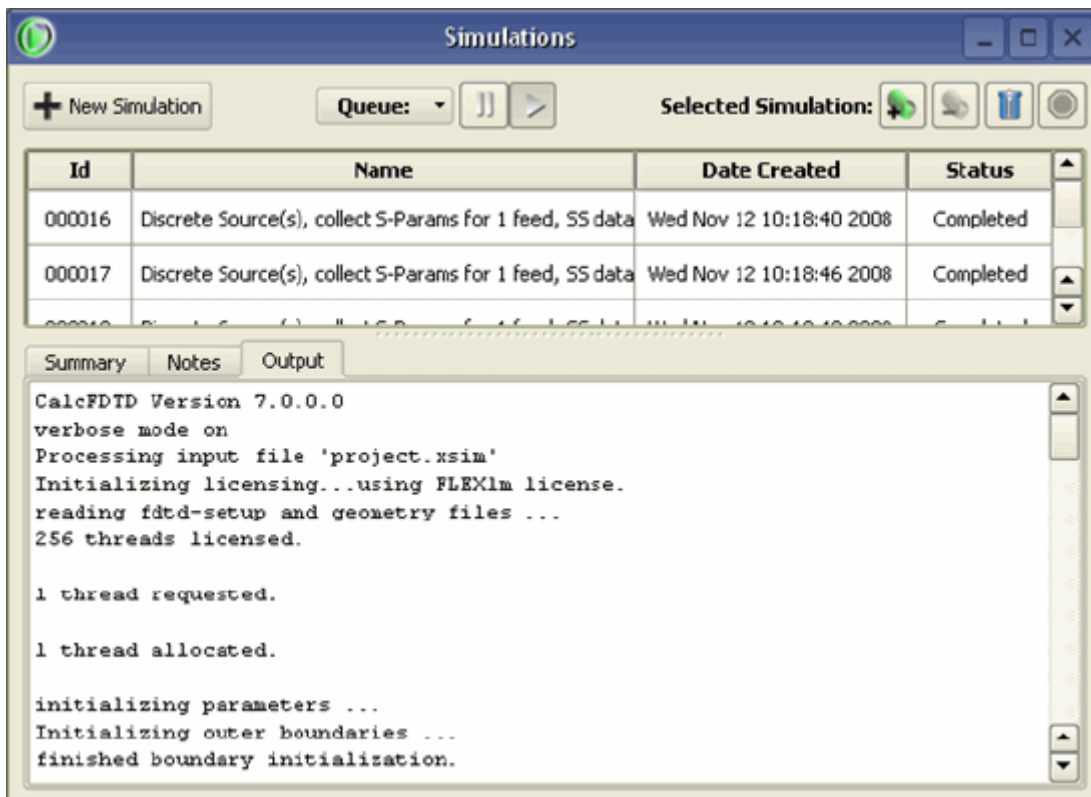 Simulations
New Simulation Queue: Selected Simulation:
Id Name Date Created Status
000016 Discrete Source(s), collect S-Params for 1 feed, SS data Wed Nov 12 10:18:40 2008 Completed
000017 Discrete Source(s), collect S-Params for 1 feed, SS data Wed Nov 12 10:18:46 2008 Completed
Summary Notes Output
CalcFDTD Version 7.0.0.0
verbose mode on
Processing input file 'project.xsim'
Initializing licensing...using FLEXlm license.
reading fdtd-setup and geometry files ...
256 threads licensed.
1 thread requested.
1 thread allocated.
initializing parameters ...
Initializing outer boundaries ...
finished boundary initialization.